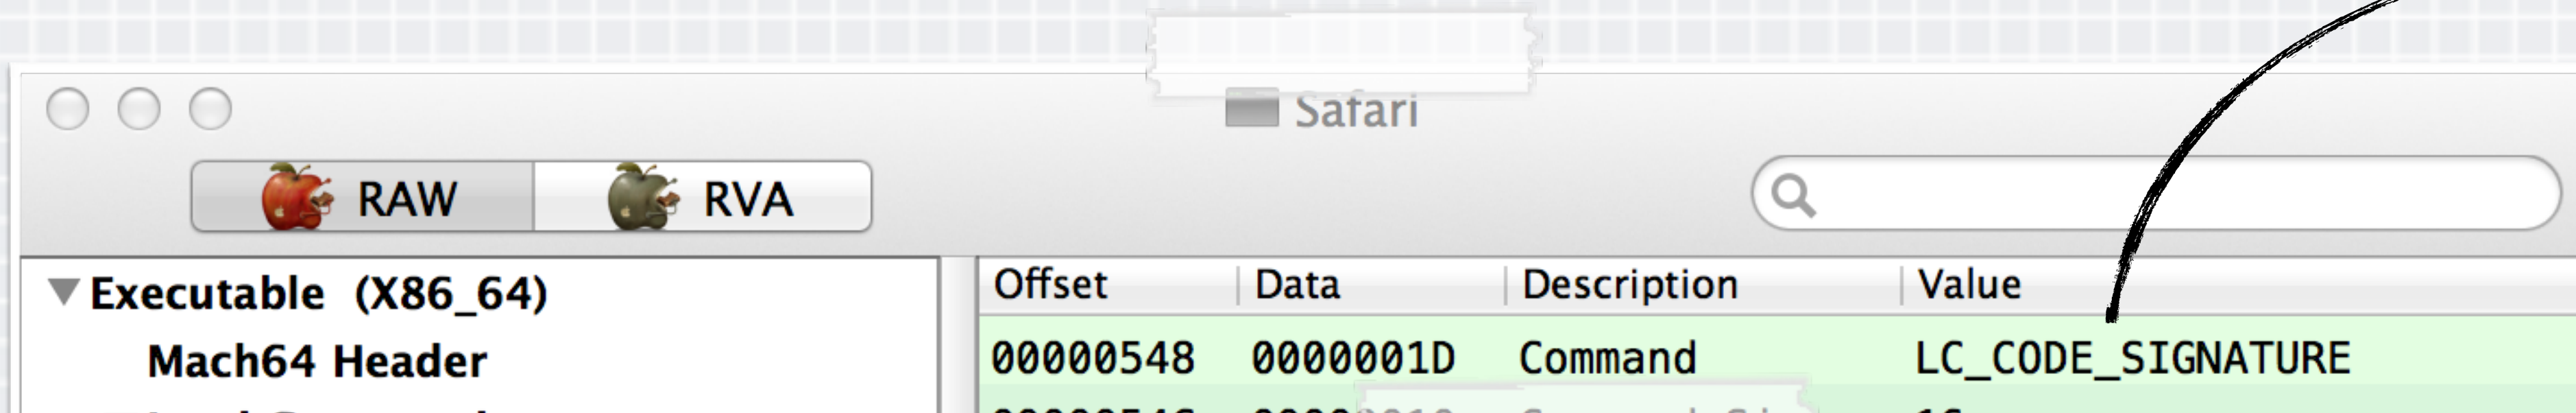 Safari
RAW RVA
Offset Data Description Value
Executable (X86_64)
00000548 0000001D Command LC_CODE_SIGNATURE
Mach64 Header